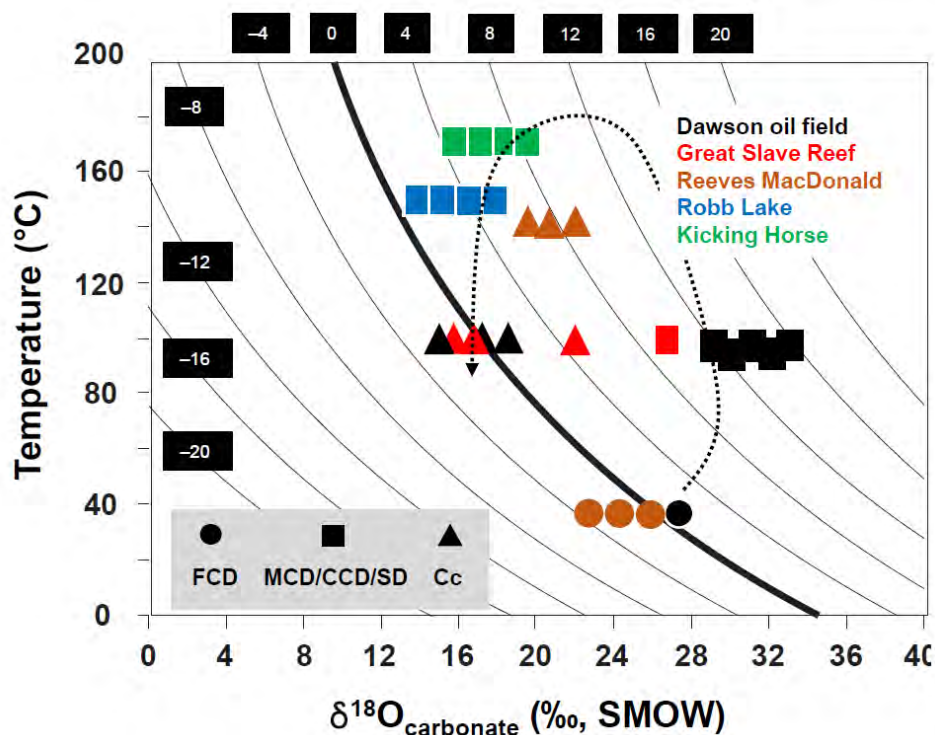 –4 0 4 8 12 16 20
200
–8
Dawson oil field
Great Slave Reef
Reeves MacDonald
Robb Lake
Kicking Horse
160
–12
120
–16
80
–20
40
FCD MCD/CCD/SD Cc
0
Temperature (°C)
0 4 8 12 16 20 24 28 32 36 40
δ¹⁸Ocarbonate (‰, SMOW)